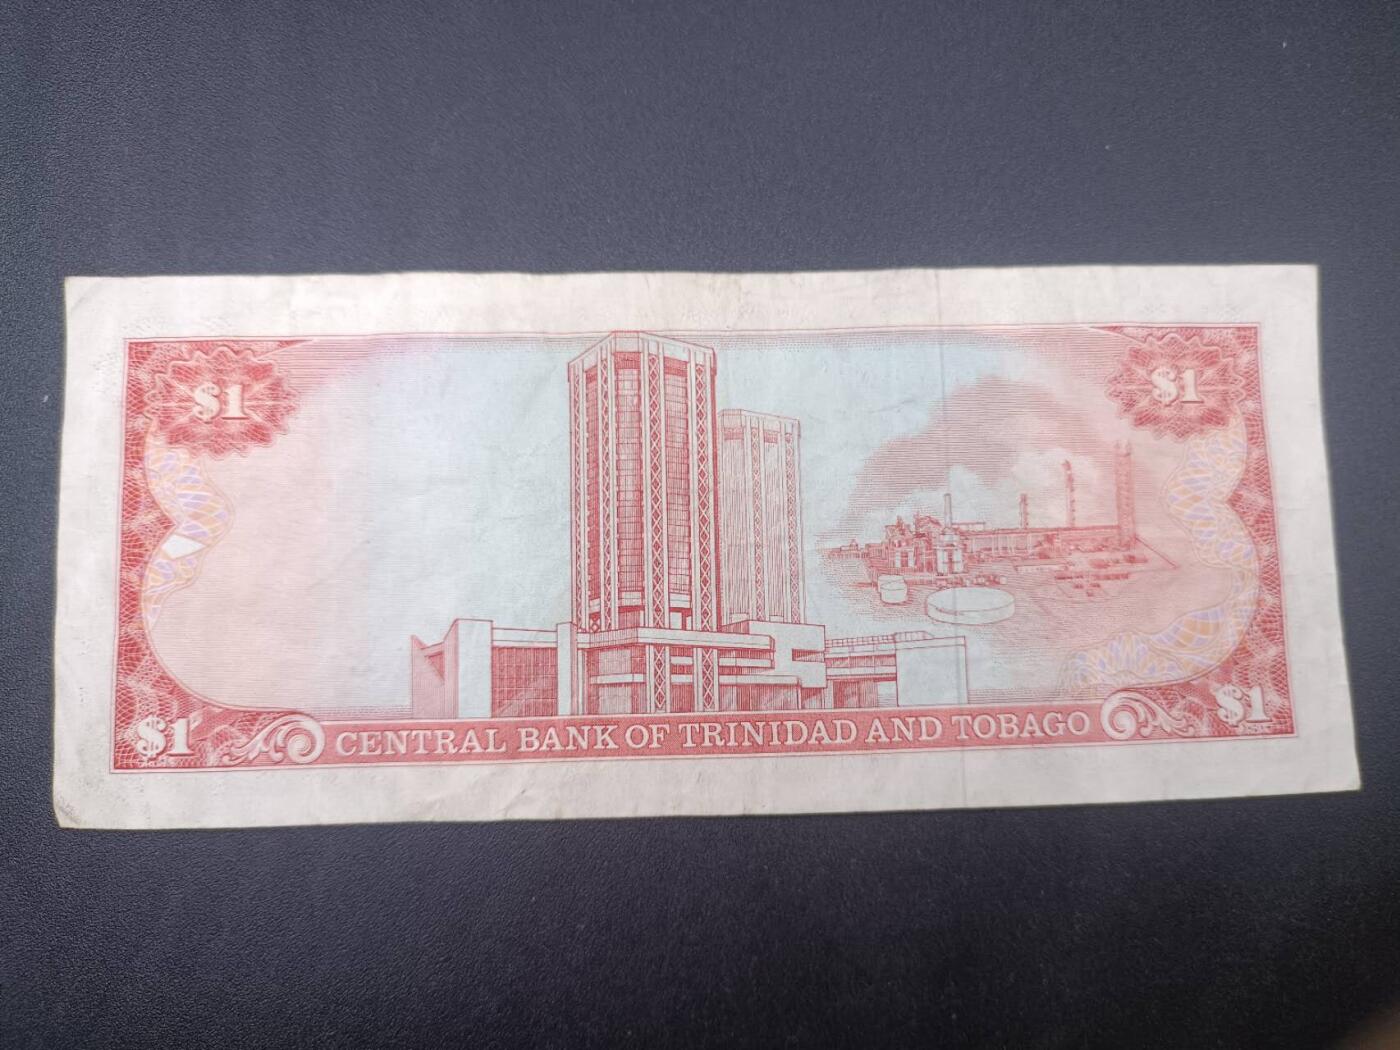 $1 $1
$1 CENTRAL BANK OF TRINIDAD AND TOBAGO $1